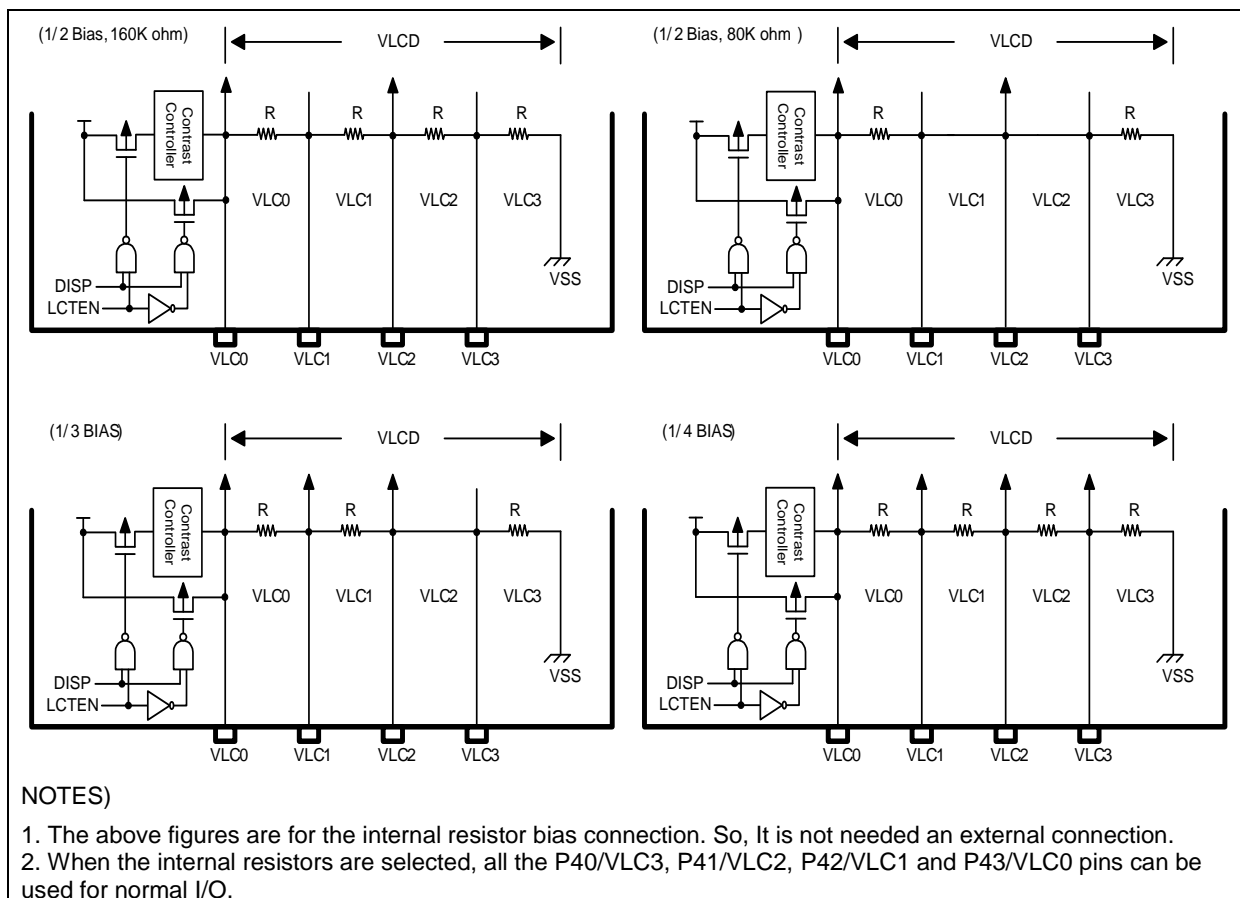 (1/2 Bias, 160K ohm) VLCD (1/2 Bias, 80K ohm ) VLCD
Contrast Controller R R R R Contrast Controller R R
VLC0 VLC1 VLC2 VLC3 VLC0 VLC1 VLC2 VLC3
DISP VSS DISP VSS
LCTEN LCTEN
VLC0 VLC1 VLC2 VLC3 VLC0 VLC1 VLC2 VLC3
(1/3 BIAS) VLCD (1/4 BIAS) VLCD
Contrast Controller R R R Contrast Controller R R R R
VLC0 VLC1 VLC2 VLC3 VLC0 VLC1 VLC2 VLC3
DISP VSS DISP VSS
LCTEN LCTEN
VLC0 VLC1 VLC2 VLC3 VLC0 VLC1 VLC2 VLC3
NOTES)
1. The above figures are for the internal resistor bias connection. So, It is not needed an external connection.
2. When the internal resistors are selected, all the P40/VLC3, P41/VLC2, P42/VLC1 and P43/VLC0 pins can be
used for normal I/O.